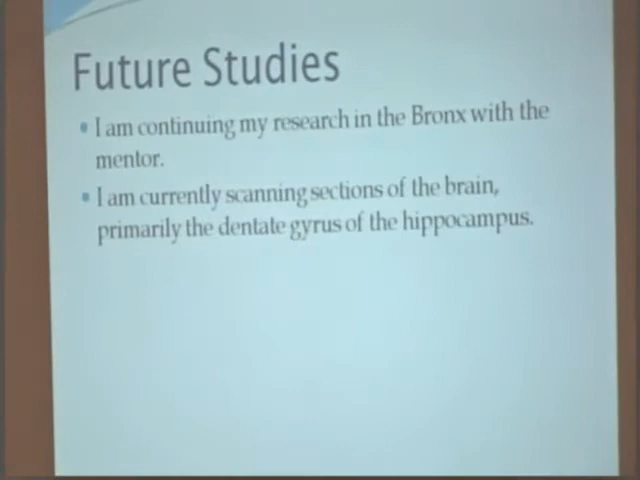 Future Studies
• I am continuing my research in the Bronx with the
mentor.
• I am currently scanning sections of the brain,
primarily the dentate gyrus of the hippocampus.